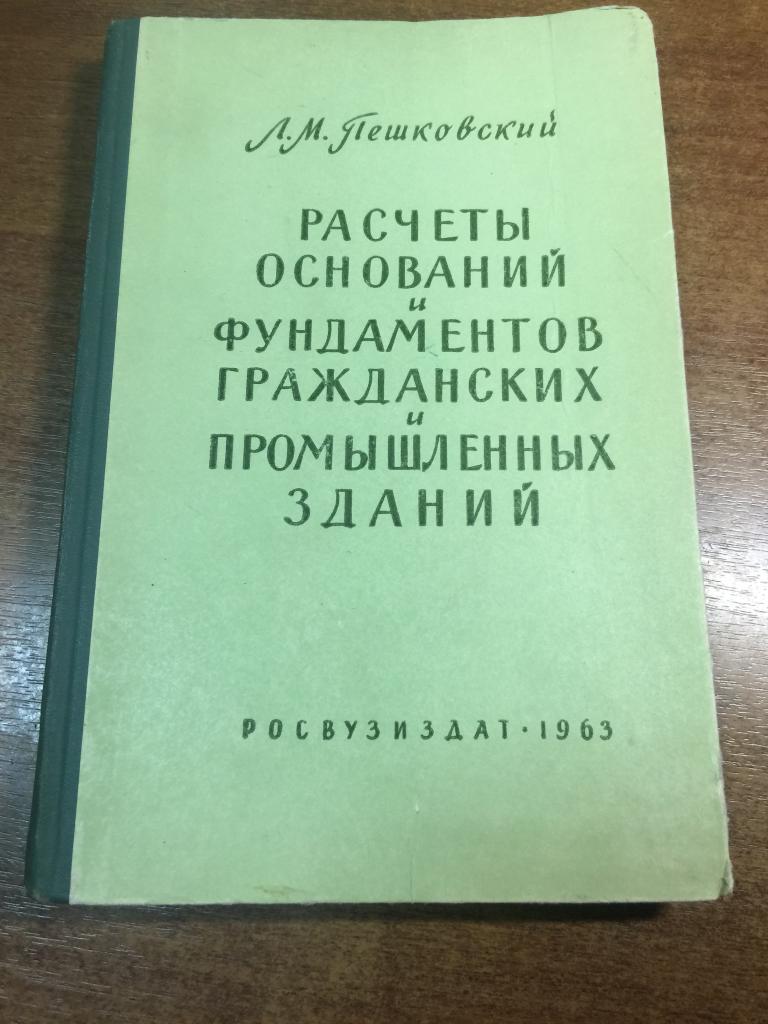 Л.М. Пешковский
РАСЧЕТЫ
ОСНОВАНИЙ
и
ФУНДАМЕНТОВ
ГРАЖДАНСКИХ
и
ПРОМЫШЛЕННЫХ
ЗДАНИЙ
РОСВУЗИЗДАТ · 1963